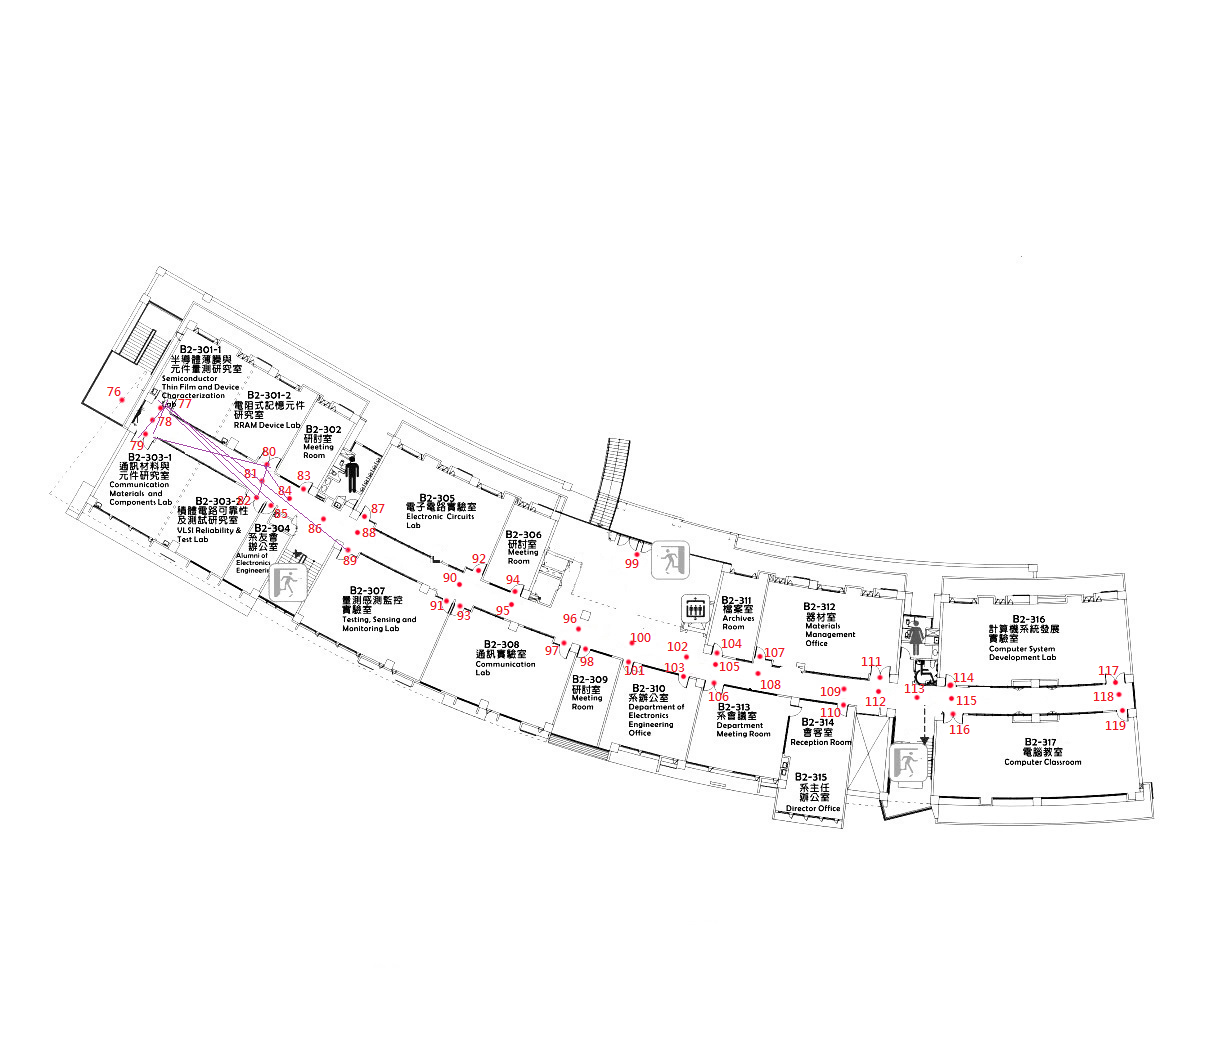 B2-301-1
半導體薄膜與
元件量測研究室
Semiconductor
Thin Film and Device
Characterization
Lab
B2-301-2
電阻式記憶元件
研究室
RRAM Device Lab
B2-302
研討室
Meeting
Room
76
77
78
79
B2-303-1
通訊材料與
元件研究室
Communication
Materials and
Components Lab
80
81
82
83
84
85
86
B2-303-2
積體電路可靠性
及測試研究室
VLSI Reliability &
Test Lab
B2-304
系友會
辦公室
Alumni of
Electronics
Engineerin
87
88
89
B2-305
電子電路實驗室
Electronic Circuits
Lab
B2-306
研討室
Meeting
Room
B2-307
量測感測監控
實驗室
Testing, Sensing and
Monitoring Lab
90
91
92
93
94
95
96
97
98
99
B2-308
通訊實驗室
Communication
Lab
B2-309
研討室
Meeting
Room
100
101
102
103
B2-310
系辦公室
Department of
Electronics
Engineering
Office
B2-311
檔案室
Archives
Room
B2-312
器材室
Materials
Management
Office
104
105
106
107
108
109
110
111
112
113
B2-313
系會議室
Department
Meeting Room
B2-314
會客室
Reception Room
B2-315
系主任
辦公室
Director Office
B2-316
計算機系統發展
實驗室
Computer System
Development Lab
114
115
116
117
118
119
B2-317
電腦教室
Computer Classroom